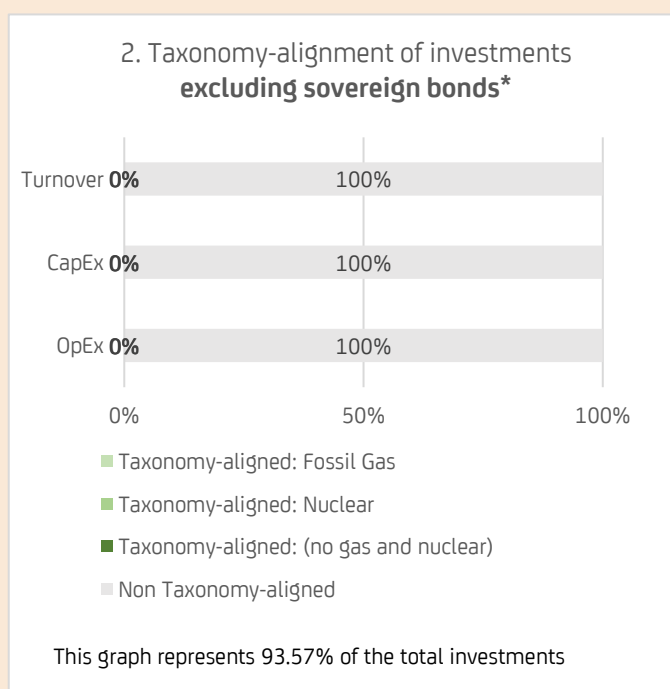 2. Taxonomy-alignment of investments
excluding sovereign bonds*
Turnover 0% 100%
CapEx 0% 100%
OpEx 0% 100%
0% 50% 100%
Taxonomy-aligned: Fossil Gas
Taxonomy-aligned: Nuclear
Taxonomy-aligned: (no gas and nuclear)
Non Taxonomy-aligned
This graph represents 93.57% of the total investments